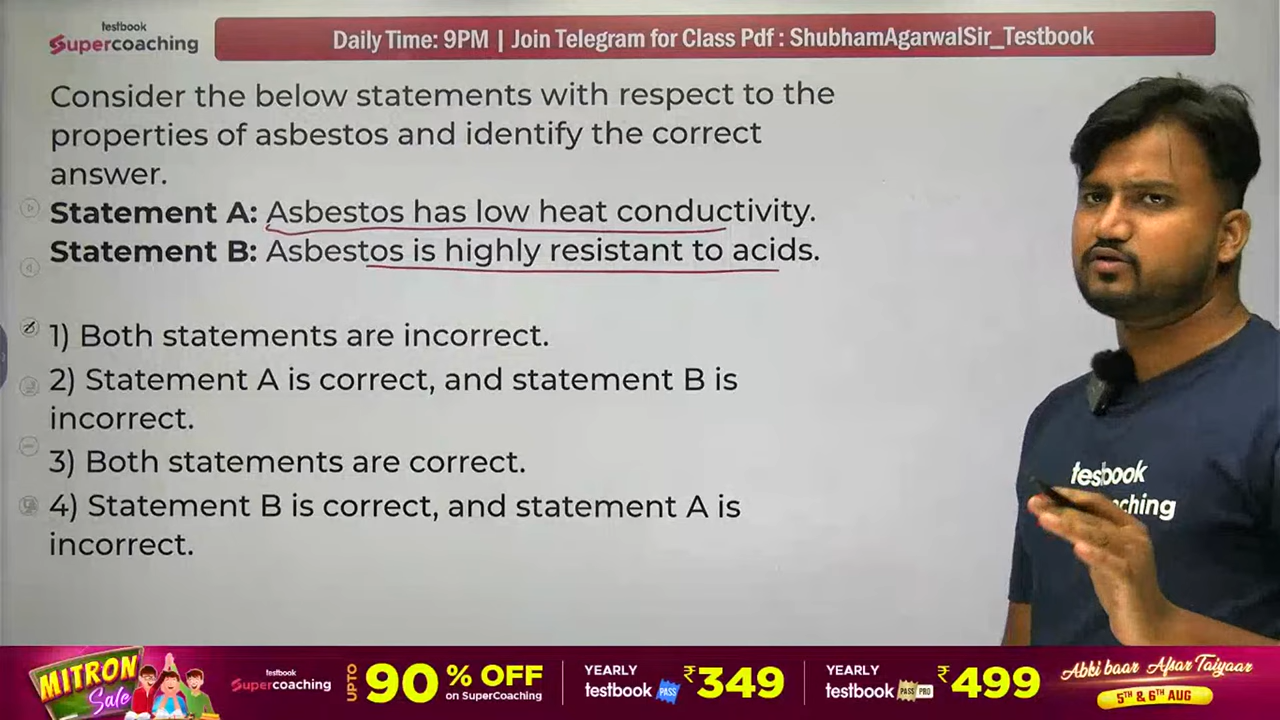 testbook
Supercoaching
Daily Time: 9PM | Join Telegram for Class Pdf : ShubhamAgarwalSir_Testbook
Consider the below statements with respect to the
properties of asbestos and identify the correct
answer.
Statement A: Asbestos has low heat conductivity.
Statement B: Asbestos is highly resistant to acids.
1) Both statements are incorrect.
2) Statement A is correct, and statement B is
incorrect.
3) Both statements are correct.
4) Statement B is correct, and statement A is
incorrect.
testbook
ching
MITRON
Sale
testbook
Supercoaching
UPTO
90% OFF
on SuperCoaching
YEARLY
testbook PASS
₹349
YEARLY
testbook PASS PRO
₹499
Abki baar Afsar Taiyaar
5TH & 6TH AUG